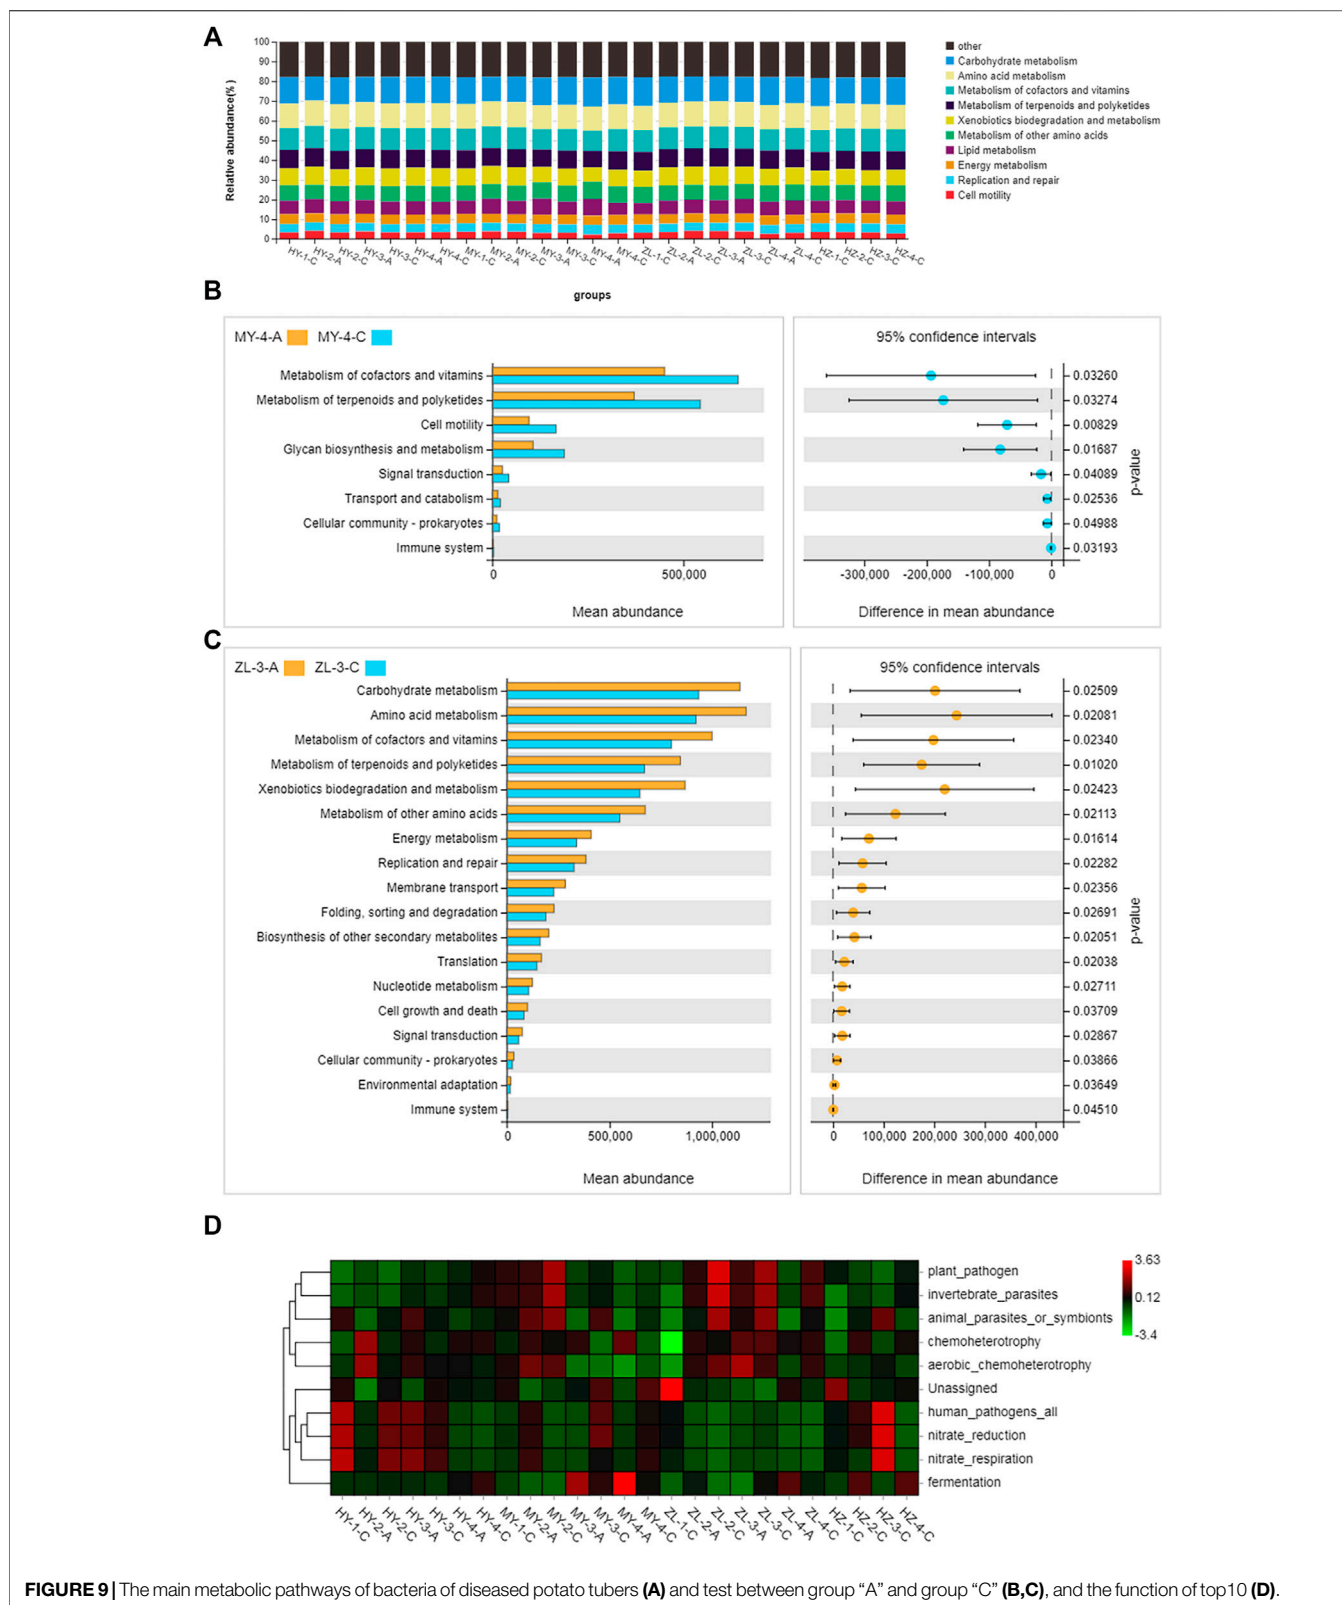 A
Relative abundance(%)
100
90
80
70
60
50
40
30
20
10
0
HY-1-C
HY-2-A
HY-2-C
HY-3-A
HY-3-C
HY-4-A
HY-4-C
MY-1-C
MY-2-A
MY-2-C
MY-3-A
MY-3-C
MY-4-A
MY-4-C
ZL-1-C
ZL-2-A
ZL-2-C
ZL-3-A
ZL-3-C
ZL-4-A
ZL-4-C
HZ-1-C
HZ-2-C
HZ-3-C
HZ-4-C
groups
other
Carbohydrate metabolism
Amino acid metabolism
Metabolism of cofactors and vitamins
Metabolism of terpenoids and polyketides
Xenobiotics biodegradation and metabolism
Metabolism of other amino acids
Lipid metabolism
Energy metabolism
Replication and repair
Cell motility
B
MY-4-A MY-4-C
95% confidence intervals
Metabolism of cofactors and vitamins 0.03260
Metabolism of terpenoids and polyketides 0.03274
Cell motility 0.00829
Glycan biosynthesis and metabolism 0.01687
Signal transduction 0.04089
Transport and catabolism 0.02536
Cellular community - prokaryotes 0.04988
Immune system 0.03193
p-value
0 500,000
-300,000 -200,000 -100,000 0
Mean abundance
Difference in mean abundance
C
ZL-3-A ZL-3-C
95% confidence intervals
Carbohydrate metabolism 0.02509
Amino acid metabolism 0.02081
Metabolism of cofactors and vitamins 0.02340
Metabolism of terpenoids and polyketides 0.01020
Xenobiotics biodegradation and metabolism 0.02423
Metabolism of other amino acids 0.02113
Energy metabolism 0.01614
Replication and repair 0.02282
Membrane transport 0.02356
Folding, sorting and degradation 0.02691
Biosynthesis of other secondary metabolites 0.02051
Translation 0.02038
Nucleotide metabolism 0.02711
Cell growth and death 0.03709
Signal transduction 0.02867
Cellular community - prokaryotes 0.03866
Environmental adaptation 0.03649
Immune system 0.04510
p-value
0 500,000 1,000,000
0 100,000 200,000 300,000 400,000
Mean abundance
Difference in mean abundance
D
plant_pathogen
invertebrate_parasites
animal_parasites_or_symbionts
chemoheterotrophy
aerobic_chemoheterotrophy
Unassigned
human_pathogens_all
nitrate_reduction
nitrate_respiration
fermentation
3.63
0.12
-3.4
HY-1-C
HY-2-A
HY-2-C
HY-3-A
HY-3-C
HY-4-A
HY-4-C
MY-1-C
MY-2-A
MY-2-C
MY-3-A
MY-3-C
MY-4-A
MY-4-C
ZL-1-C
ZL-2-A
ZL-2-C
ZL-3-A
ZL-3-C
ZL-4-A
ZL-4-C
HZ-1-C
HZ-2-C
HZ-3-C
HZ-4-C
FIGURE 9 | The main metabolic pathways of bacteria of diseased potato tubers (A) and test between group “A” and group “C” (B,C), and the function of top10 (D).